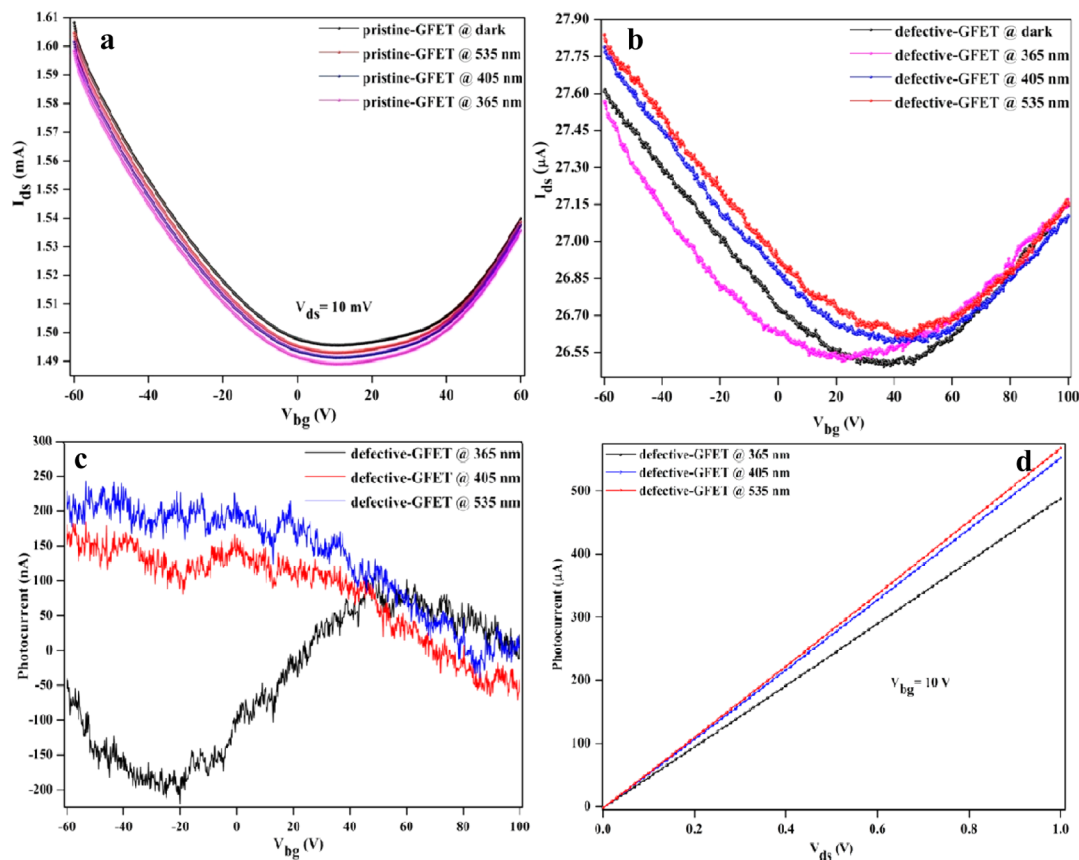 a
pristine-GFET @ dark
pristine-GFET @ 535 nm
pristine-GFET @ 405 nm
pristine-GFET @ 365 nm
Vds= 10 mV
Ids (mA)
1.61
1.60
1.59
1.58
1.57
1.56
1.55
1.54
1.53
1.52
1.51
1.50
1.49
-60 -40 -20 0 20 40 60
Vbg (V)
b
defective-GFET @ dark
defective-GFET @ 365 nm
defective-GFET @ 405 nm
defective-GFET @ 535 nm
Ids (μA)
27.90
27.75
27.60
27.45
27.30
27.15
27.00
26.85
26.70
26.55
-60 -40 -20 0 20 40 60 80 100
Vbg (V)
c
defective-GFET @ 365 nm
defective-GFET @ 405 nm
defective-GFET @ 535 nm
Photocurrent (nA)
300
250
200
150
100
50
0
-50
-100
-150
-200
-60 -40 -20 0 20 40 60 80 100
Vbg (V)
d
defective-GFET @ 365 nm
defective-GFET @ 405 nm
defective-GFET @ 535 nm
Vbg = 10 V
Photocurrent (μA)
500
400
300
200
100
0
0.0 0.2 0.4 0.6 0.8 1.0
Vds (V)